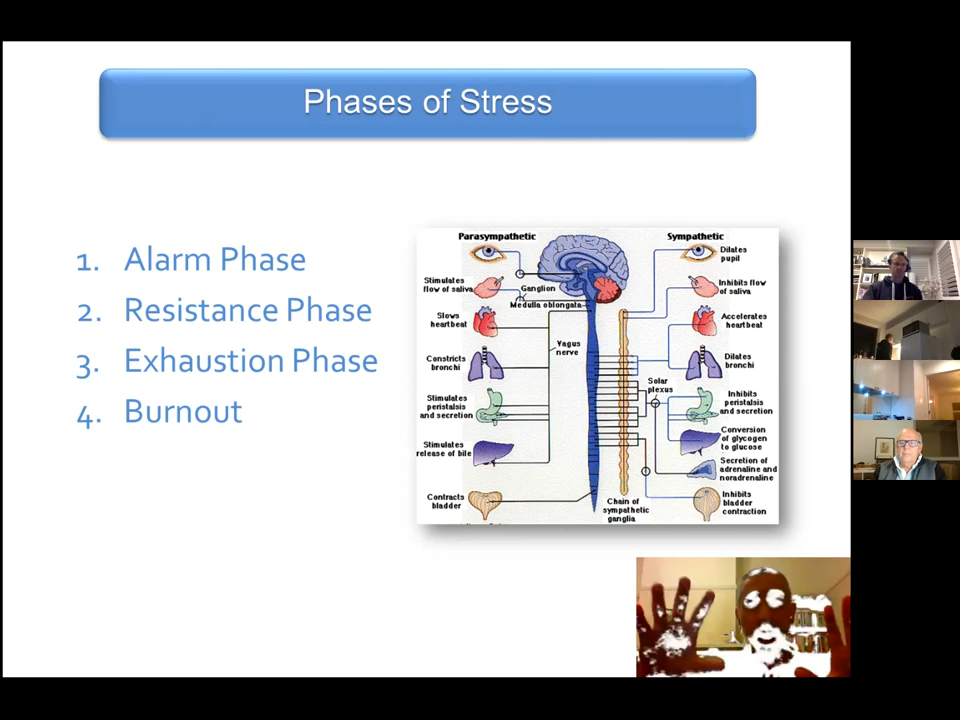 Phases of Stress
1. Alarm Phase
2. Resistance Phase
3. Exhaustion Phase
4. Burnout
Parasympathetic
Stimulates
flow of saliva
Slows
heartbeat
Constricts
bronchi
Stimulates
peristalsis
and secretion
Stimulates
release of bile
Contracts
bladder
Ganglion
Medulla oblongata
Vagus
nerve
Solar
plexus
Chain of
sympathetic
ganglia
Sympathetic
Dilates
pupil
Inhibits flow
of saliva
Accelerates
heartbeat
Dilates
bronchi
Inhibits
peristalsis
and secretion
Conversion
of glycogen
to glucose
Secretion of
adrenaline and
noradrenaline
Inhibits
bladder
contraction